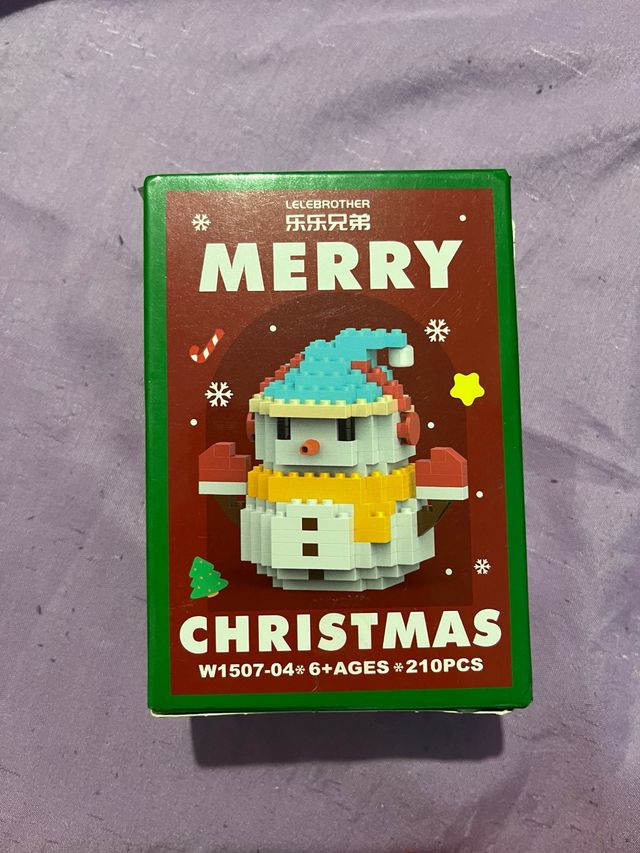 LELEBROTHER
乐乐兄弟
MERRY
CHRISTMAS
W1507-04*6+AGES*210PCS